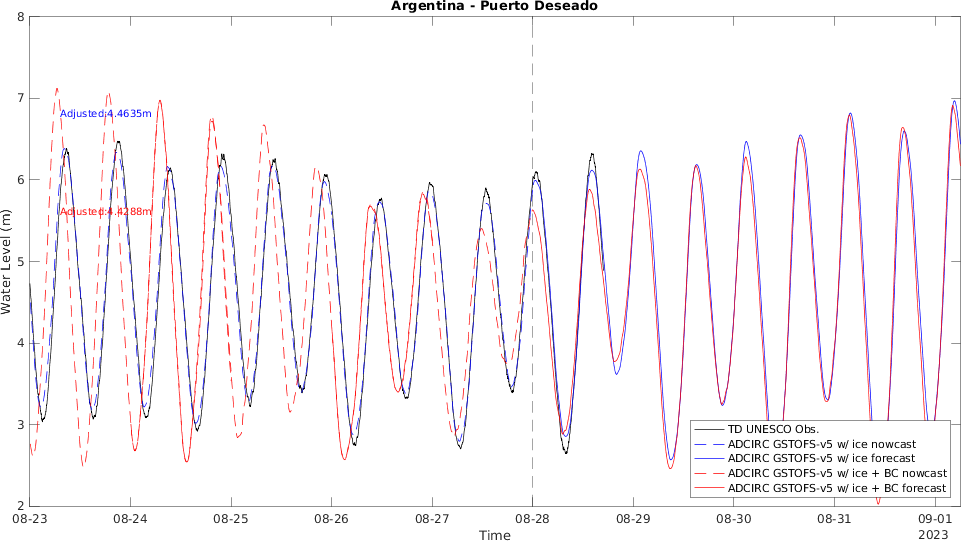 Argentina - Puerto Deseado
8
7
6
5
4
3
2
Water Level (m)
Adjusted:4.4635m
Adjusted:4.4288m
TD UNESCO Obs.
ADCIRC GSTOFS-v5 w/ ice nowcast
ADCIRC GSTOFS-v5 w/ ice forecast
ADCIRC GSTOFS-v5 w/ ice + BC nowcast
ADCIRC GSTOFS-v5 w/ ice + BC forecast
08-23 08-24 08-25 08-26 08-27 08-28 08-29 08-30 08-31 09-01
Time
2023